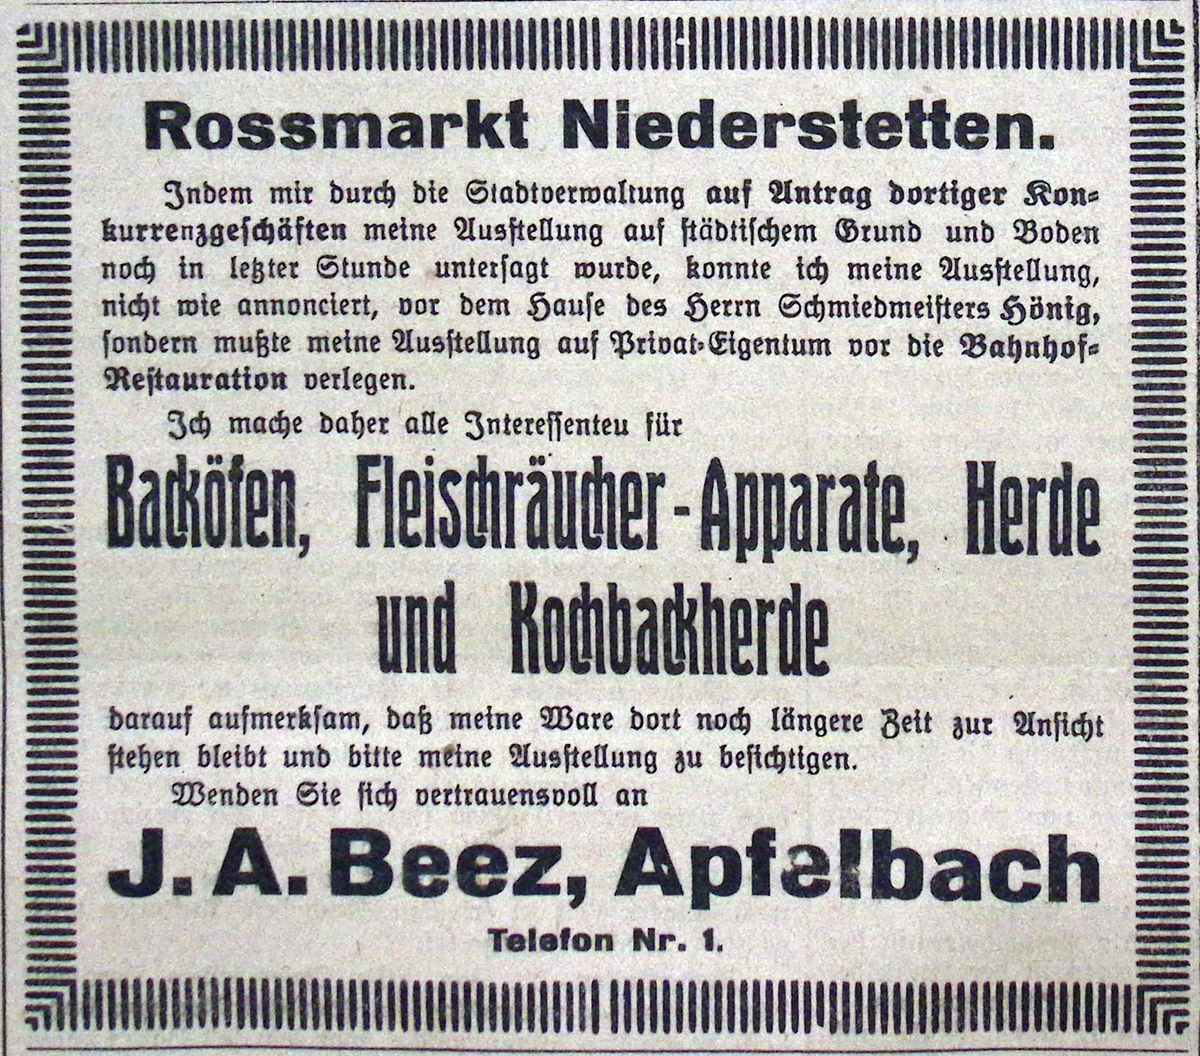 Rossmarkt Niederstetten.
Indem mir durch die Stadtverwaltung auf Antrag dortiger Kon-
kurrenzgeschäften meine Ausstellung auf städtischem Grund und Boden
noch in letzter Stunde untersagt wurde, konnte ich meine Ausstellung,
nicht wie annonciert, vor dem Hause des Herrn Schmiedmeisters Hönig,
sondern mußte meine Ausstellung auf Privat-Eigentum vor die Bahnhof-
Restauration verlegen.
Ich mache daher alle Interessenteu für
Backöfen, Fleischräucher-Apparate, Herde
und Kochbackherde
darauf aufmerksam, daß meine Ware dort noch längere Zeit zur Ansicht
stehen bleibt und bitte meine Ausstellung zu besichtigen.
Wenden Sie sich vertrauensvoll an
J. A. Beez, Apfelbach
Telefon Nr. 1.